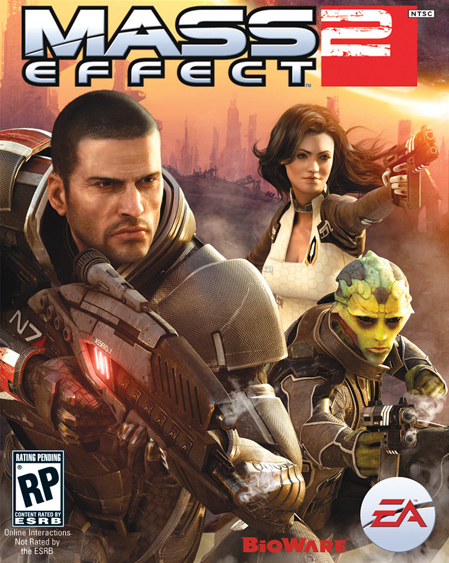 MASS 2
EFFECT™
NTSC
N7
RATING PENDING
RP
®
CONTENT RATED BY
ESRB
Online Interactions
Not Rated by
the ESRB
BIOWARE
EA